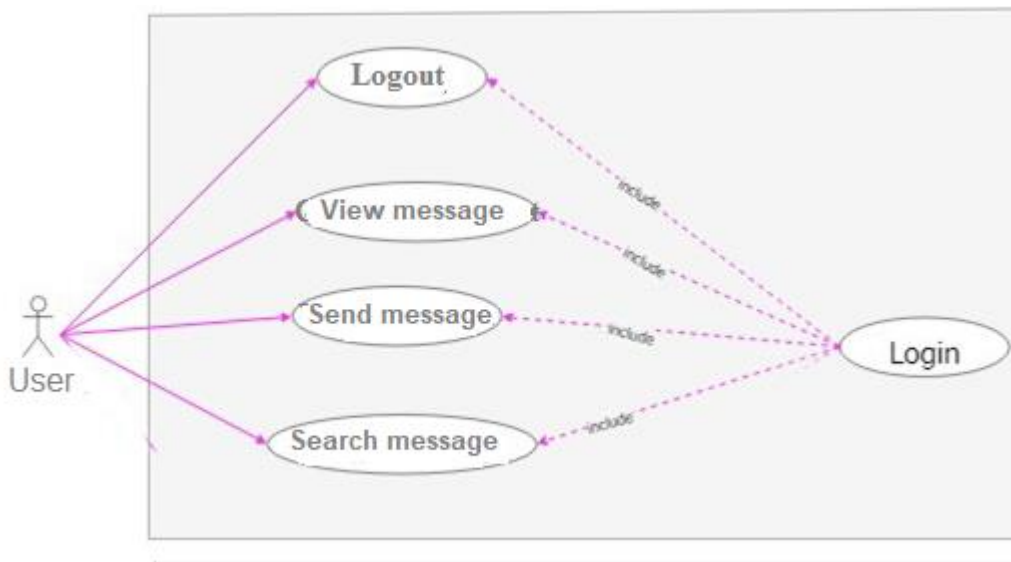 Logout
include
View message
include
Send message
include
Login
User
Search message
include